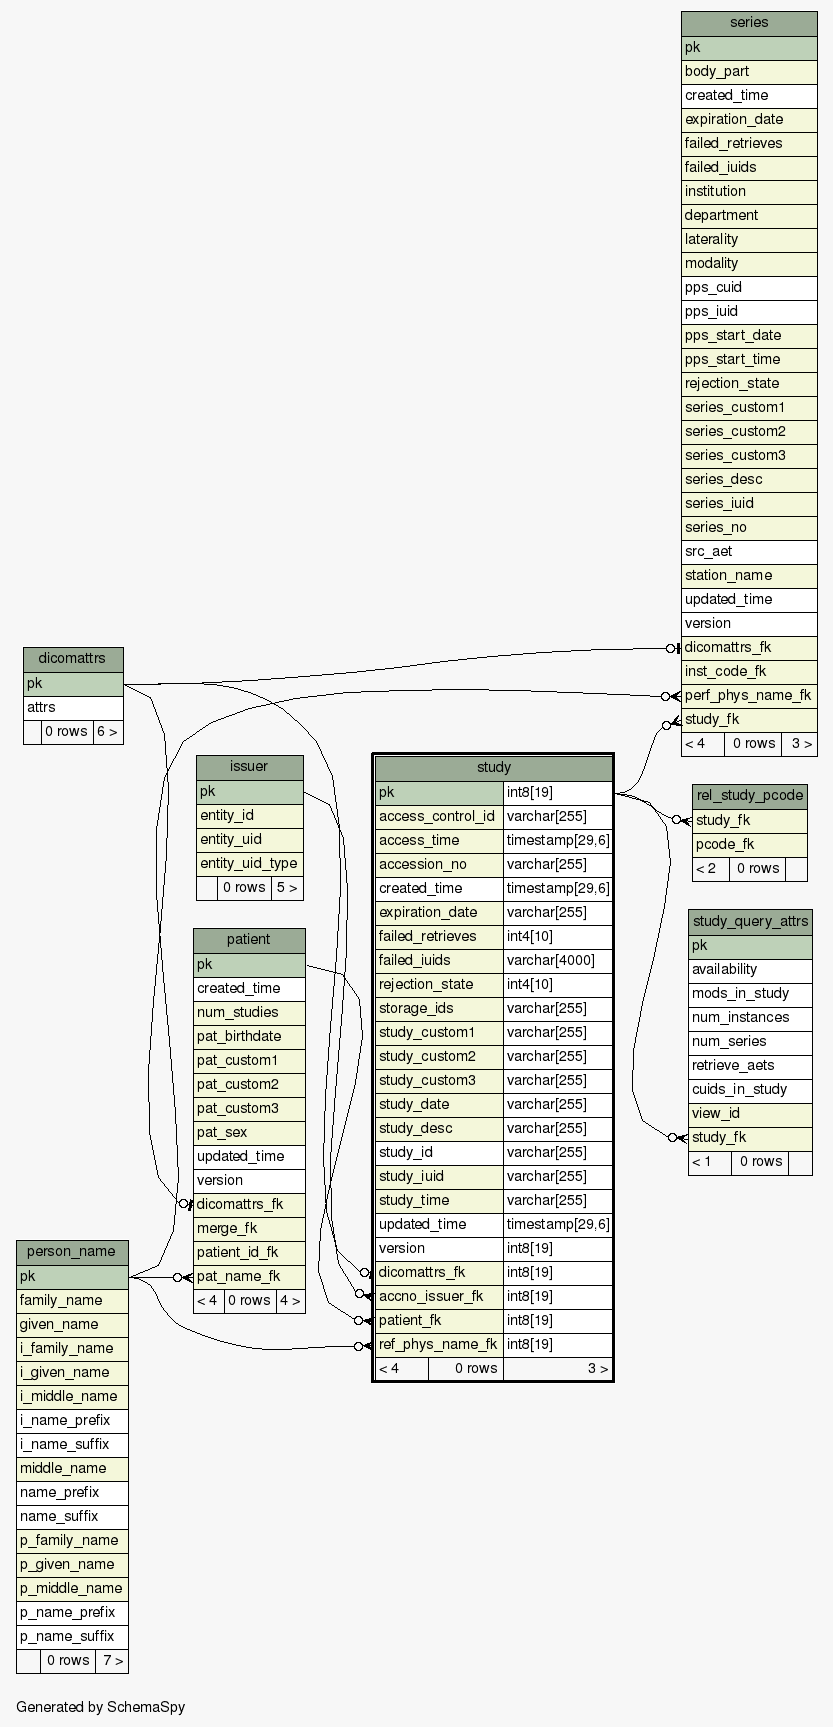 series
pk
body_part
created_time
expiration_date
failed_retrieves
failed_iuids
institution
department
laterality
modality
pps_cuid
pps_iuid
pps_start_date
pps_start_time
rejection_state
series_custom1
series_custom2
series_custom3
series_desc
series_iuid
series_no
src_aet
station_name
updated_time
version
dicomattrs_fk
inst_code_fk
perf_phys_name_fk
study_fk
< 4 0 rows 3 >
dicomattrs
pk
attrs
0 rows 6 >
issuer
pk
entity_id
entity_uid
entity_uid_type
0 rows 5 >
patient
pk
created_time
num_studies
pat_birthdate
pat_custom1
pat_custom2
pat_custom3
pat_sex
updated_time
version
dicomattrs_fk
merge_fk
patient_id_fk
pat_name_fk
< 4 0 rows 4 >
study
pk int8[19]
access_control_id varchar[255]
access_time timestamp[29,6]
accession_no varchar[255]
created_time timestamp[29,6]
expiration_date varchar[255]
failed_retrieves int4[10]
failed_iuids varchar[4000]
rejection_state int4[10]
storage_ids varchar[255]
study_custom1 varchar[255]
study_custom2 varchar[255]
study_custom3 varchar[255]
study_date varchar[255]
study_desc varchar[255]
study_id varchar[255]
study_iuid varchar[255]
study_time varchar[255]
updated_time timestamp[29,6]
version int8[19]
dicomattrs_fk int8[19]
accno_issuer_fk int8[19]
patient_fk int8[19]
ref_phys_name_fk int8[19]
< 4 0 rows 3 >
rel_study_pcode
study_fk
pcode_fk
< 2 0 rows
study_query_attrs
pk
availability
mods_in_study
num_instances
num_series
retrieve_aets
cuids_in_study
view_id
study_fk
< 1 0 rows
person_name
pk
family_name
given_name
i_family_name
i_given_name
i_middle_name
i_name_prefix
i_name_suffix
middle_name
name_prefix
name_suffix
p_family_name
p_given_name
p_middle_name
p_name_prefix
p_name_suffix
0 rows 7 >
Generated by SchemaSpy